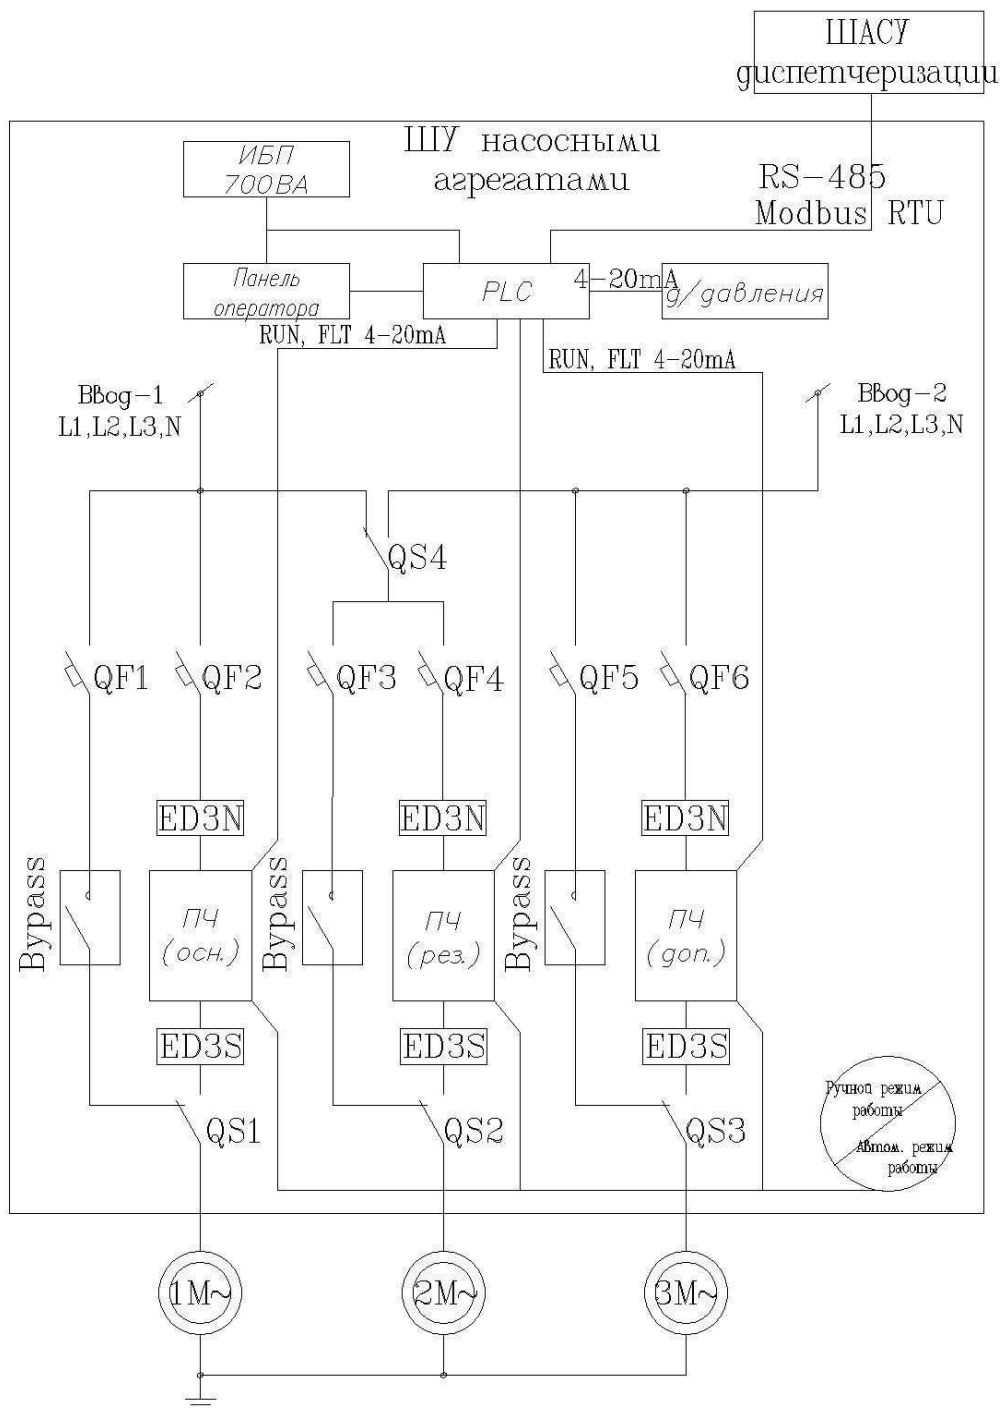 ШАСУ
диспетчеризации
ШУ насосными
агрегатами
ИБП
700ВА
RS-485
Modbus RTU
Панель
оператора
PLC
4-20mA
д/давления
RUN, FLT 4-20mA
RUN, FLT 4-20mA
Ввод-1
L1,L2,L3,N
Ввод-2
L1,L2,L3,N
QS4
QF1
QF2
QF3
QF4
QF5
QF6
ED3N
ED3N
ED3N
Bypass
ПЧ
(осн.)
Bypass
ПЧ
(рез.)
Bypass
ПЧ
(доп.)
ED3S
ED3S
ED3S
QS1
QS2
QS3
Ручной режим
работы
Автом. режим
работы
1М~
2М~
3М~